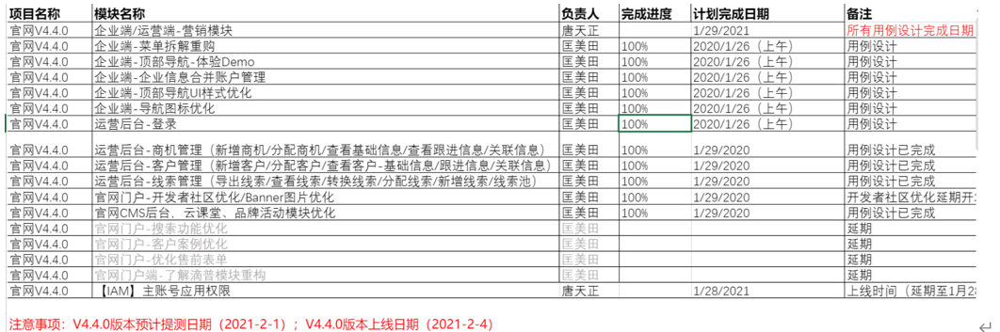 项目名称 模块名称 负责人 完成进度 计划完成日期 备注
官网V4.4.0 企业端/运营端-营销模块 唐天正 1/29/2021 所有用例设计完成日期
官网V4.4.0 企业端-菜单拆解重购 匡美田 100% 2020/1/26（上午） 用例设计
官网V4.4.0 企业端-顶部导航-体验Demo 匡美田 100% 2020/1/26（上午） 用例设计
官网V4.4.0 企业端-企业信息合并账户管理 匡美田 100% 2020/1/26（上午） 用例设计
官网V4.4.0 企业端-顶部导航UI样式优化 匡美田 100% 2020/1/26（上午） 用例设计
官网V4.4.0 企业端-导航图标优化 匡美田 100% 2020/1/26（上午） 用例设计
官网V4.4.0 运营后台-登录 匡美田 100% 2020/1/26（上午） 用例设计
官网V4.4.0 运营后台-商机管理（新增商机/分配商机/查看基础信息/查看跟进信息/关联信息） 匡美田 100% 1/29/2020 用例设计已完成
官网V4.4.0 运营后台-客户管理（新增客户/分配客户/查看客户-基础信息/跟进信息/关联信息） 匡美田 100% 1/29/2020 用例设计已完成
官网V4.4.0 运营后台-线索管理（导出线索/查看线索/转换线索/分配线索/新增线索/线索池） 匡美田 100% 1/29/2020 用例设计已完成
官网V4.4.0 官网门户-开发者社区优化/Banner图片优化 匡美田 100% 1/29/2020 开发者社区优化延期开
官网V4.4.0 官网CMS后台，云课堂、品牌活动模块优化 匡美田 100% 1/29/2020 用例设计已完成
官网V4.4.0 官网门户-搜索功能优化 匡美田 延期
官网V4.4.0 官网门户-客户案例优化 匡美田 延期
官网V4.4.0 官网门户-优化售前表单 匡美田 延期
官网V4.4.0 官网门户端-了解滴普模块重构 匡美田 延期
官网V4.4.0 【IAM】主账号应用权限 唐天正 1/28/2021 上线时间（延期至1月28
注意事项：V4.4.0版本预计提测日期（2021-2-1）；V4.4.0版本上线日期（2021-2-4）